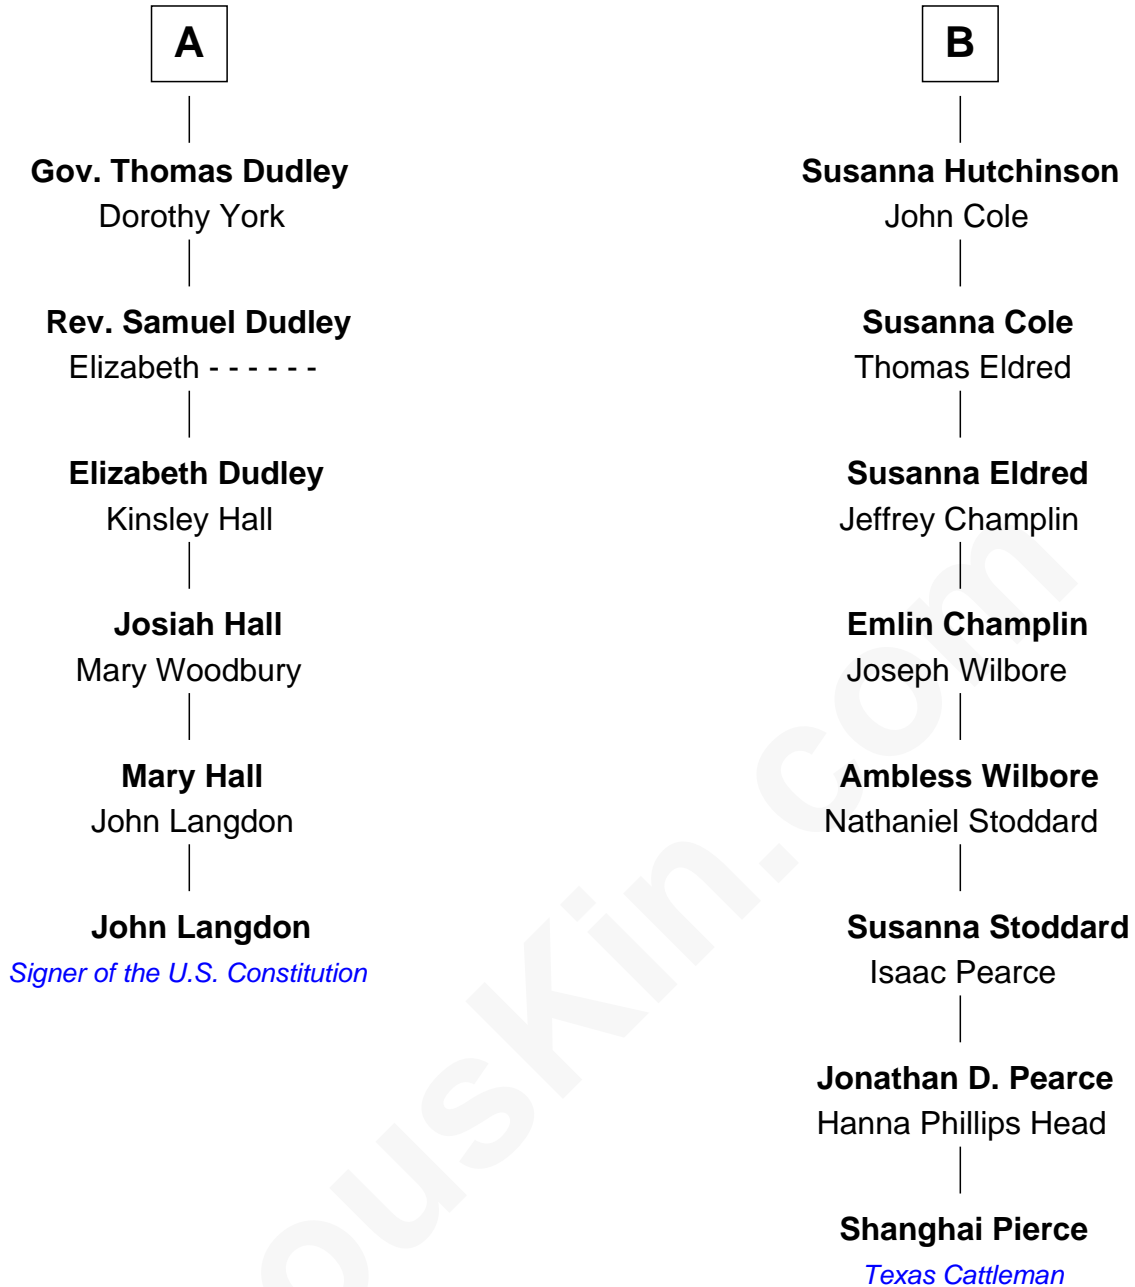 A
Gov. Thomas Dudley
Dorothy York
Rev. Samuel Dudley
Elizabeth - - - - - -
Elizabeth Dudley
Kinsley Hall
Josiah Hall
Mary Woodbury
Mary Hall
John Langdon
John Langdon
Signer of the U.S. Constitution
B
Susanna Hutchinson
John Cole
Susanna Cole
Thomas Eldred
Susanna Eldred
Jeffrey Champlin
Emlin Champlin
Joseph Wilbore
Ambless Wilbore
Nathaniel Stoddard
Susanna Stoddard
Isaac Pearce
Jonathan D. Pearce
Hanna Phillips Head
Shanghai Pierce
Texas Cattleman
ousKin.com